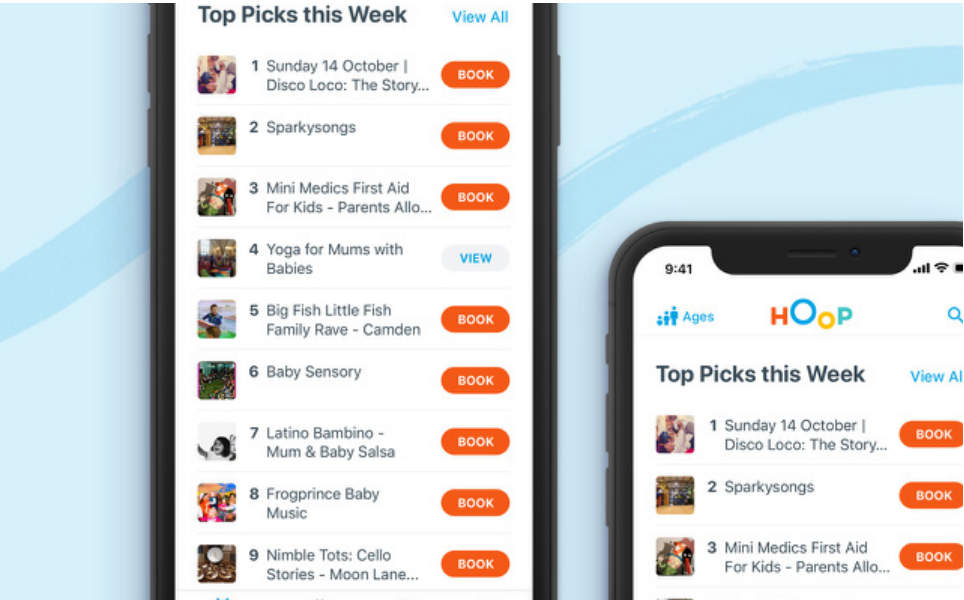 Top Picks this Week
View All
1 Sunday 14 October |
Disco Loco: The Story...
BOOK
2 Sparkysongs
BOOK
3 Mini Medics First Aid
For Kids - Parents Allo...
BOOK
4 Yoga for Mums with
Babies
VIEW
5 Big Fish Little Fish
Family Rave - Camden
BOOK
6 Baby Sensory
BOOK
7 Latino Bambino -
Mum & Baby Salsa
BOOK
8 Frogprince Baby
Music
BOOK
9 Nimble Tots: Cello
Stories - Moon Lane...
BOOK
9:41
Ages
HOOP
Top Picks this Week
View Al
1 Sunday 14 October |
Disco Loco: The Story...
BOOK
2 Sparkysongs
BOOK
3 Mini Medics First Aid
For Kids - Parents Allo...
BOOK